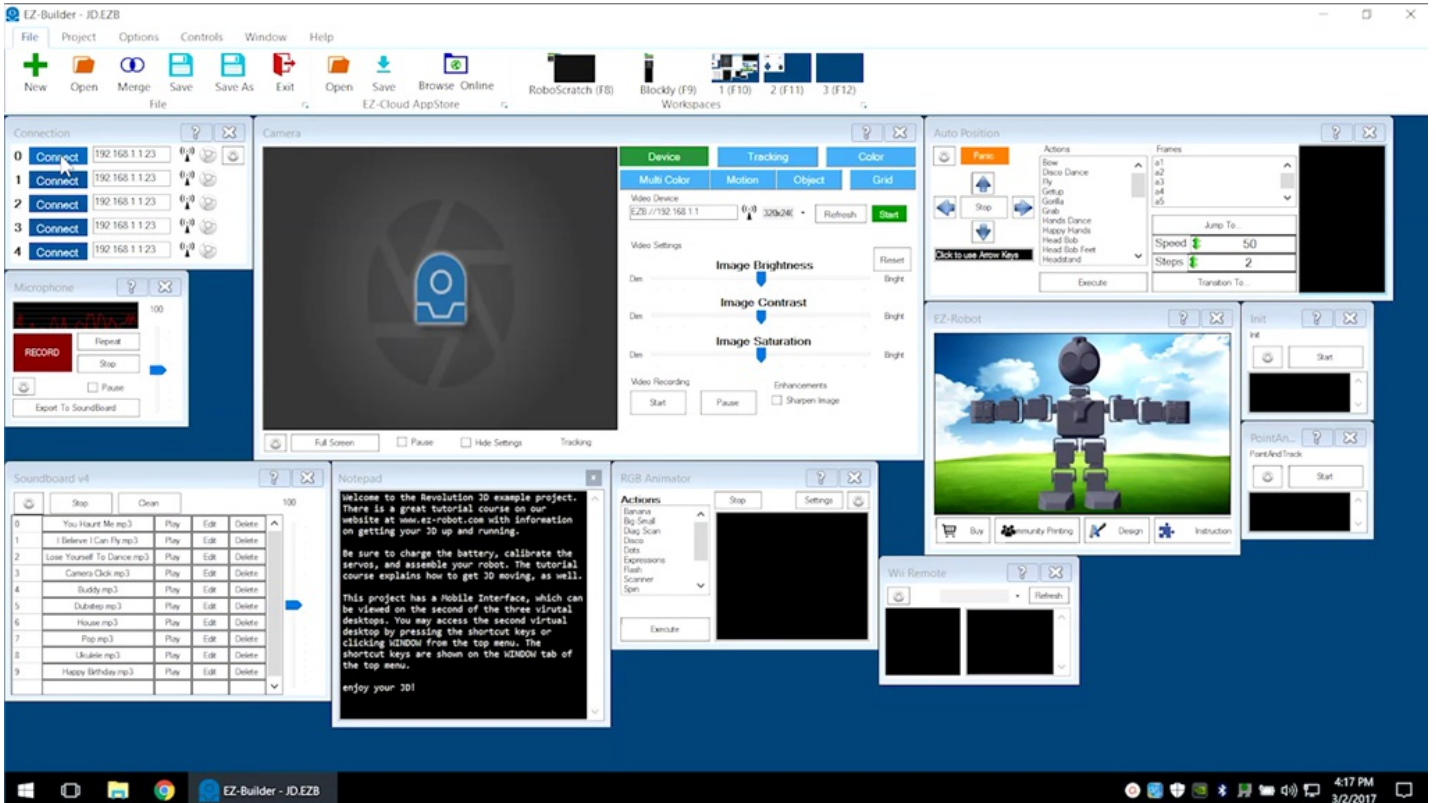 EZ-Builder - JD.EZB
File Project Options Controls Window Help
New Open Merge Save Save As Exit Open Save Browse Online RoboScratch (F8) Blockly (F9) 1 (F10) 2 (F11) 3 (F12)
File EZ-Cloud AppStore Workspaces
Connection
0 Connect 192.168.1.1:23
1 Connect 192.168.1.1:23
2 Connect 192.168.1.1:23
3 Connect 192.168.1.1:23
4 Connect 192.168.1.1:23
Microphone
100
RECORD
Repeat
Stop
Pause
Export To SoundBoard
Camera
Device Tracking Color
Multi Color Motion Object Grid
Video Device
EZB://192.168.1.1 320x24( Refresh Start
Video Settings
Reset
Image Brightness
Dim Bright
Image Contrast
Dim Bright
Image Saturation
Dim Bright
Video Recording Enhancements
Start Pause Sharpen Image
Full Screen Pause Hide Settings Tracking
Auto Position
Panic
Stop
Click to use Arrow Keys
Actions
Bow
Disco Dance
Fly
Getup
Gorilla
Grab
Hands Dance
Happy Hands
Head Bob
Head Bob Feet
Headstand
Execute
Frames
a1
a2
a3
a4
a5
Jump To...
Speed 50
Steps 2
Transition To...
EZ-Robot
Buy mmunity Printing Design Instruction
Init
Init
Start
PointAn...
PointAndTrack
Start
Soundboard v4
Stop Clean 100
0 You Haunt Me.mp3 Play Edit Delete
1 I Believe I Can Fly.mp3 Play Edit Delete
2 Lose Yourself To Dance.mp3 Play Edit Delete
3 Camera Click.mp3 Play Edit Delete
4 Buddy.mp3 Play Edit Delete
5 Dubstep.mp3 Play Edit Delete
6 House.mp3 Play Edit Delete
7 Pop.mp3 Play Edit Delete
8 Ukulele.mp3 Play Edit Delete
9 Happy Birthday.mp3 Play Edit Delete
Notepad
Welcome to the Revolution JD example project.
There is a great tutorial course on our
website at www.ez-robot.com with information
on getting your JD up and running.
Be sure to charge the battery, calibrate the
servos, and assemble your robot. The tutorial
course explains how to get JD moving, as well.
This project has a Mobile Interface, which can
be viewed on the second of the three virutal
desktops. You may access the second virtual
desktop by pressing the shortcut keys or
clicking WINDOW from the top menu. The
shortcut keys are shown on the WINDOW tab of
the top menu.
enjoy your JD!
RGB Animator
Actions
Banana
Big-Small
Diag Scan
Disco
Dots
Expressions
Flash
Scanner
Spin
Execute
Stop Settings
Wii Remote
Refresh
EZ-Builder - JD.EZB
4:17 PM
3/2/2017